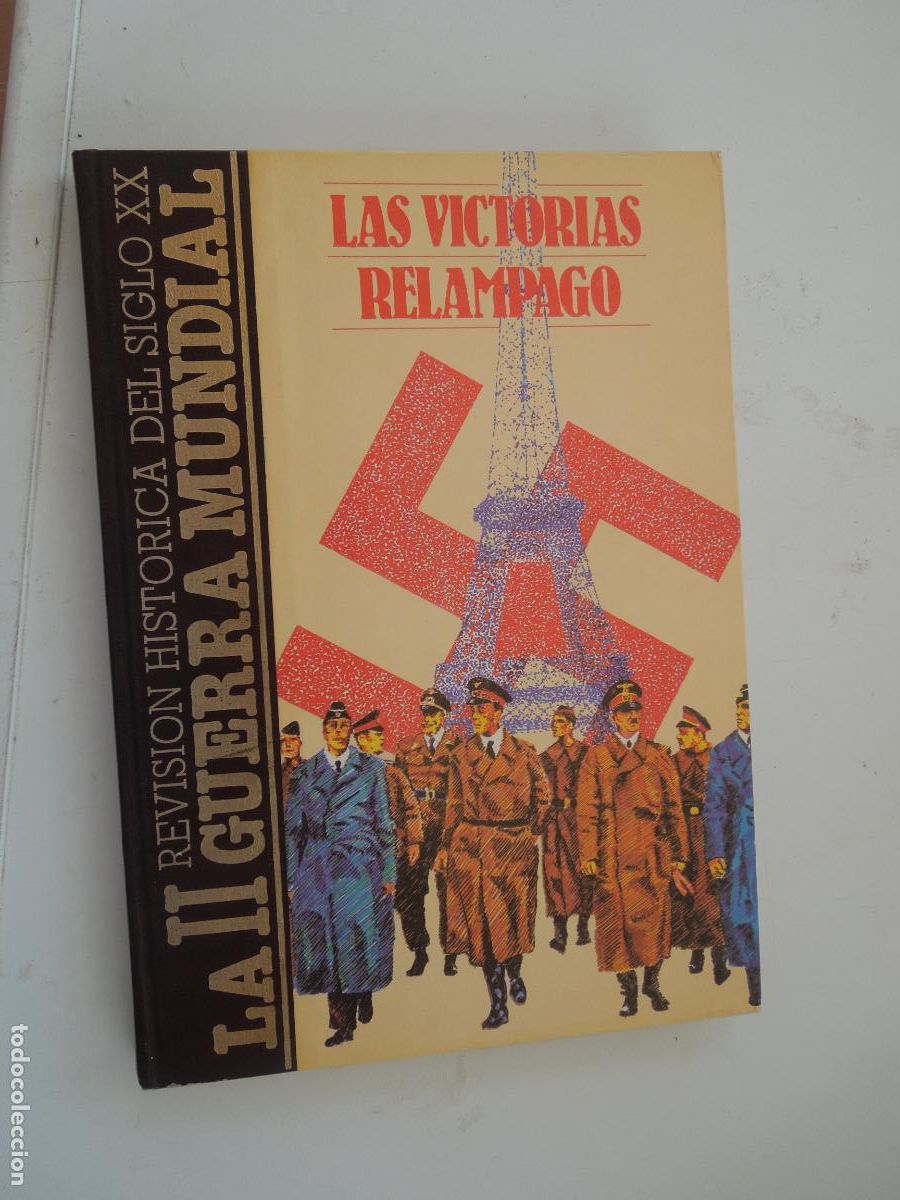 REVISION HISTORICA DEL SIGLO XX
LA II GUERRA MUNDIAL
LAS VICTORIAS
RELAMPAGO
todocoleccion